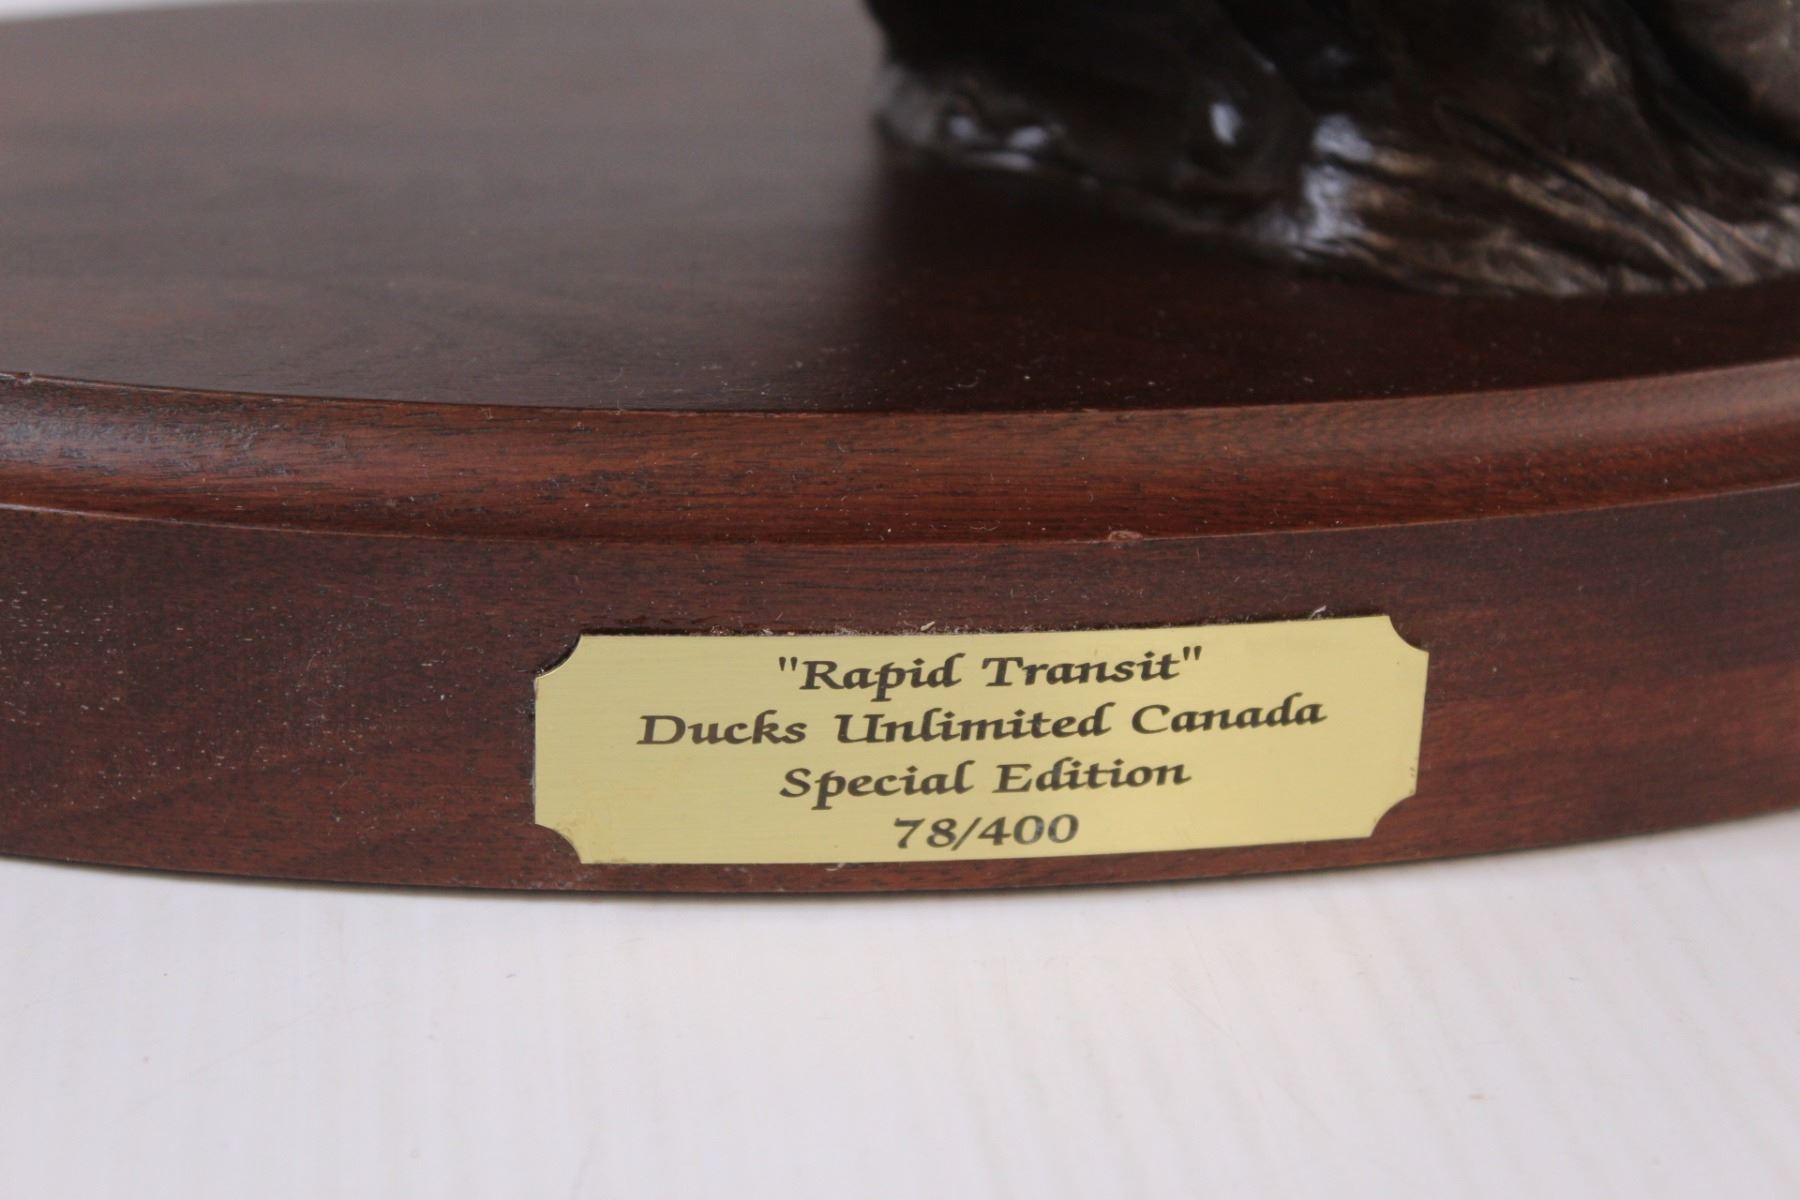 "Rapid Transit"
Ducks Unlimited Canada
Special Edition
78/400